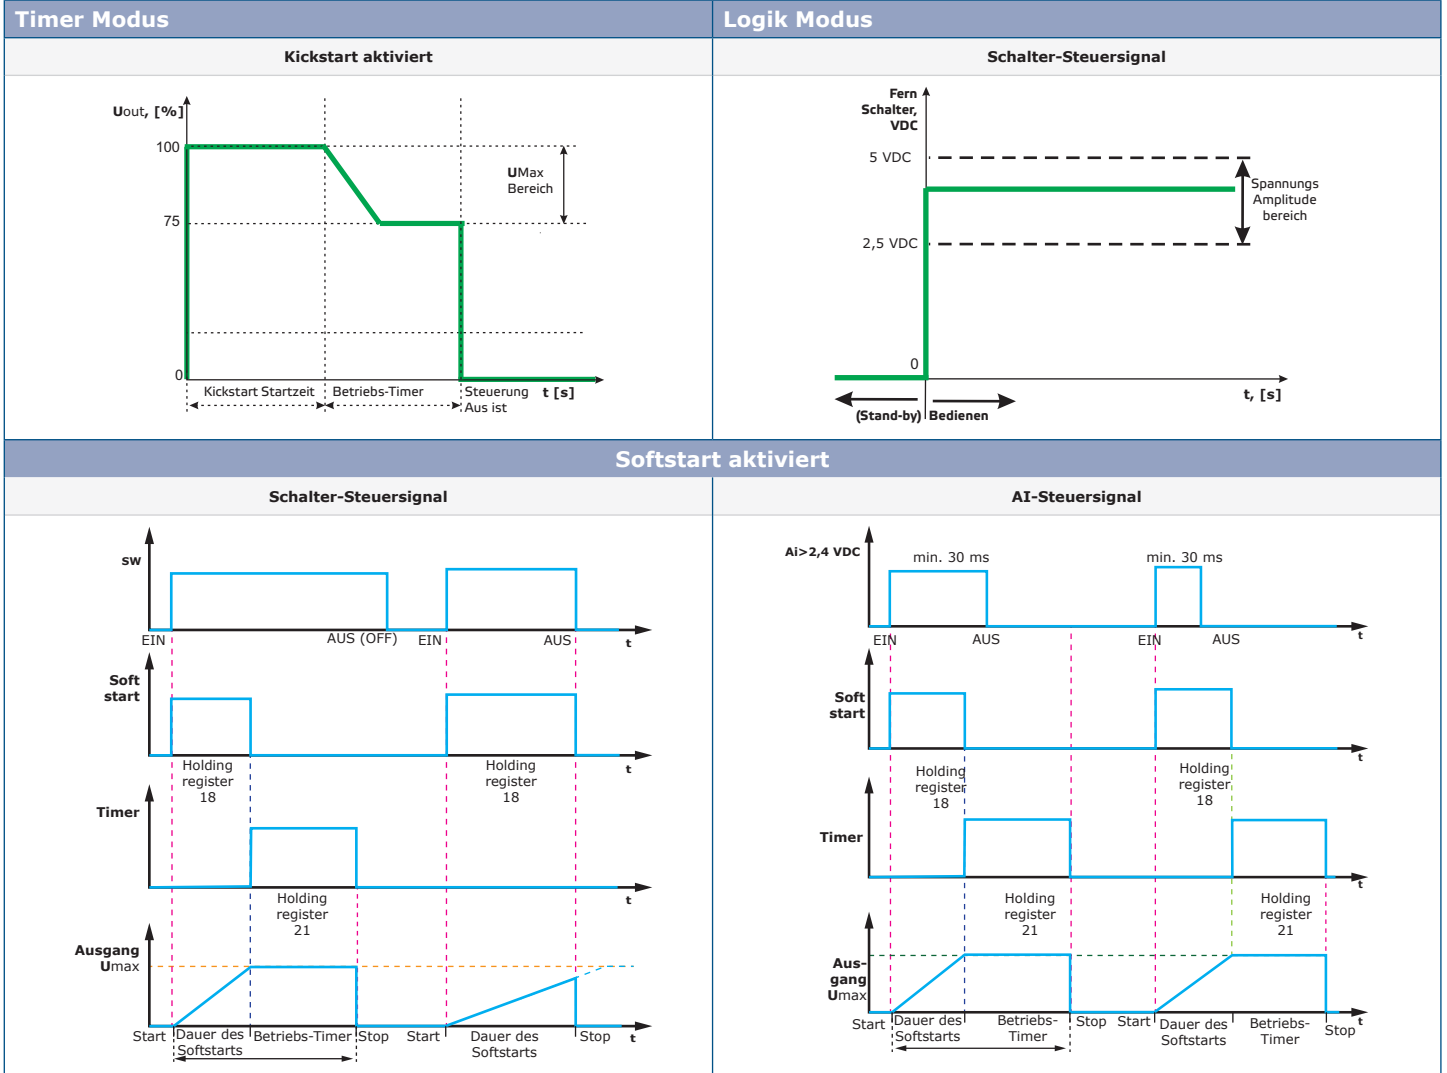 Timer Modus
Logik Modus
Kickstart aktiviert
Schalter-Steuersignal
Uout, [%]
100
75
0
UMax
Bereich
Kickstart Startzeit
Betriebs-Timer
Steuerung
Aus ist
t [s]
Fern
Schalter,
VDC
5 VDC
2,5 VDC
0
Spannungs
Amplitude
bereich
t, [s]
(Stand-by)
Bedienen
Softstart aktiviert
Schalter-Steuersignal
AI-Steuersignal
sw
EIN
AUS (OFF)
EIN
AUS
t
Soft
start
Holding
register
18
Holding
register
18
t
Timer
Holding
register
21
t
Ausgang
Umax
Start
Dauer des
Softstarts
Betriebs-Timer
Stop
Start
Dauer des
Softstarts
Stop
t
Ai>2,4 VDC
min. 30 ms
min. 30 ms
EIN
AUS
EIN
AUS
t
Soft
start
Holding
register
18
Holding
register
18
t
Timer
Holding
register
21
Holding
register
21
t
Aus-
gang
Umax
Start
Dauer des
Softstarts
Betriebs-
Timer
Stop
Start
Dauer des
Softstarts
Betriebs-
Timer
Stop
t